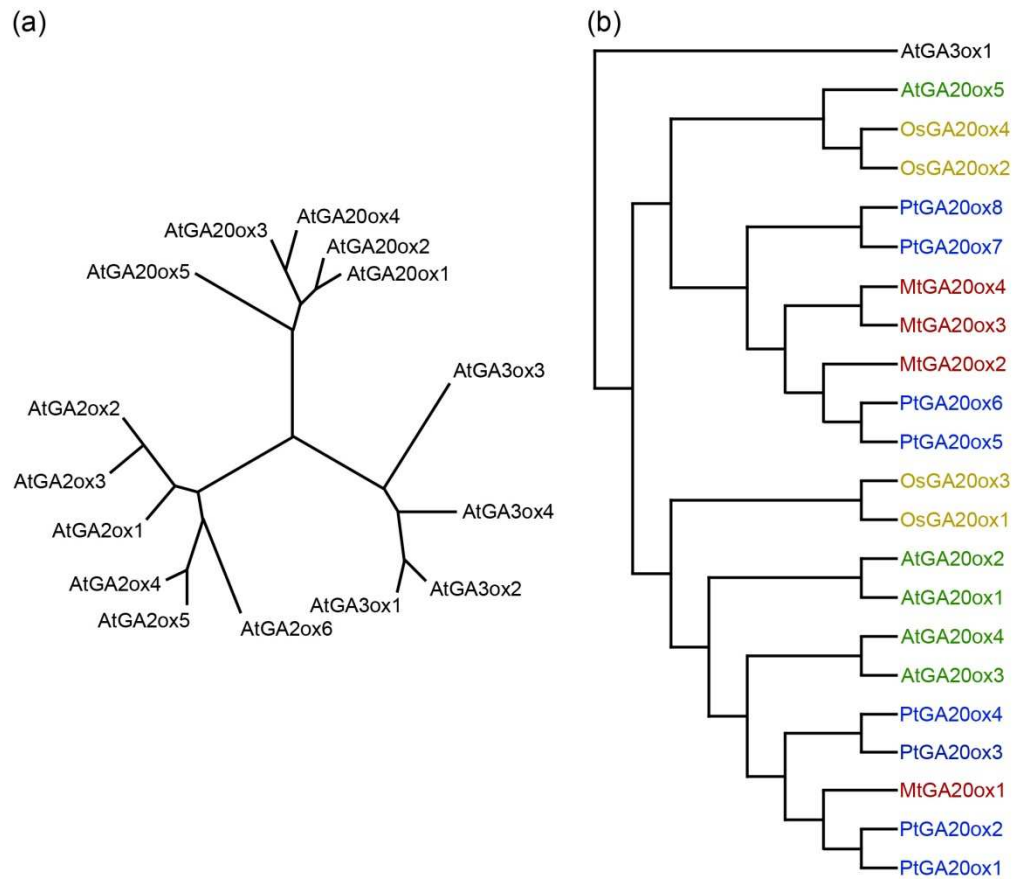 (a)
AtGA20ox4
AtGA20ox3
AtGA20ox2
AtGA20ox5
AtGA20ox1
AtGA3ox3
AtGA2ox2
AtGA2ox3
AtGA3ox4
AtGA2ox1
AtGA2ox4
AtGA3ox2
AtGA3ox1
AtGA2ox5
AtGA2ox6
(b)
AtGA3ox1
AtGA20ox5
OsGA20ox4
OsGA20ox2
PtGA20ox8
PtGA20ox7
MtGA20ox4
MtGA20ox3
MtGA20ox2
PtGA20ox6
PtGA20ox5
OsGA20ox3
OsGA20ox1
AtGA20ox2
AtGA20ox1
AtGA20ox4
AtGA20ox3
PtGA20ox4
PtGA20ox3
MtGA20ox1
PtGA20ox2
PtGA20ox1